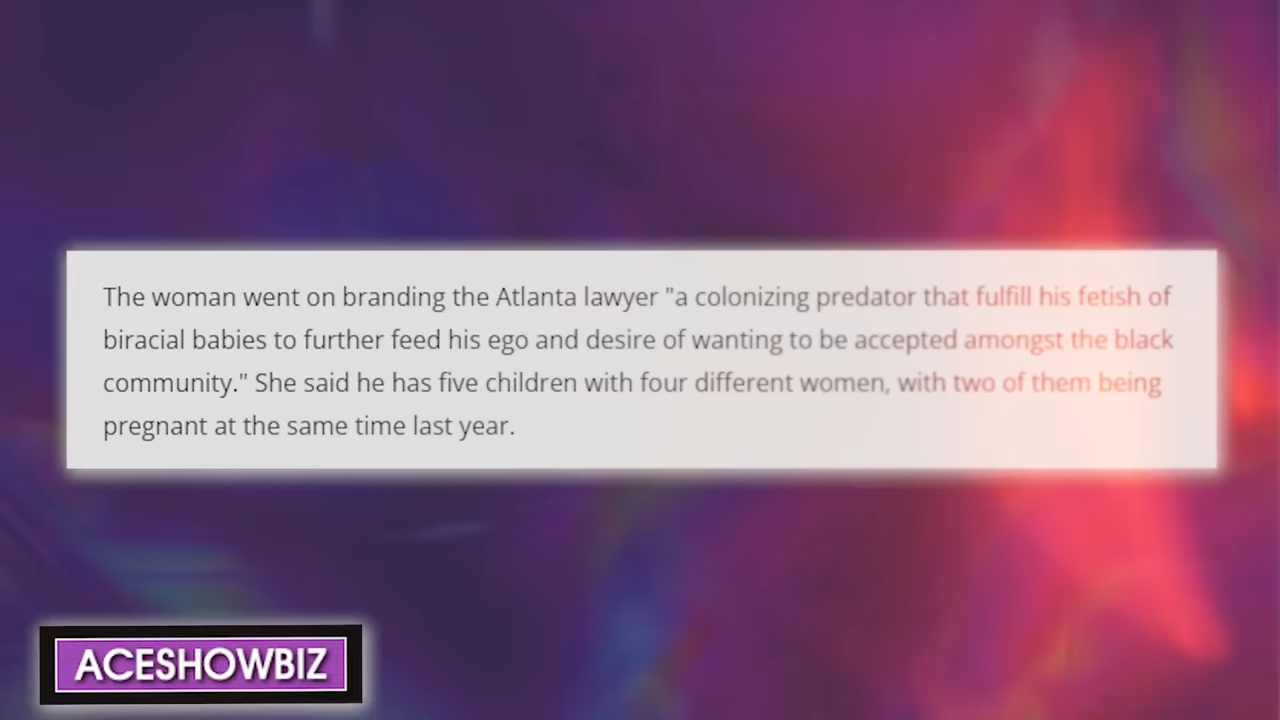 The woman went on branding the Atlanta lawyer "a colonizing predator that fulfill his fetish of
biracial babies to further feed his ego and desire of wanting to be accepted amongst the black
community." She said he has five children with four different women, with two of them being
pregnant at the same time last year.
ACESHOWBIZ